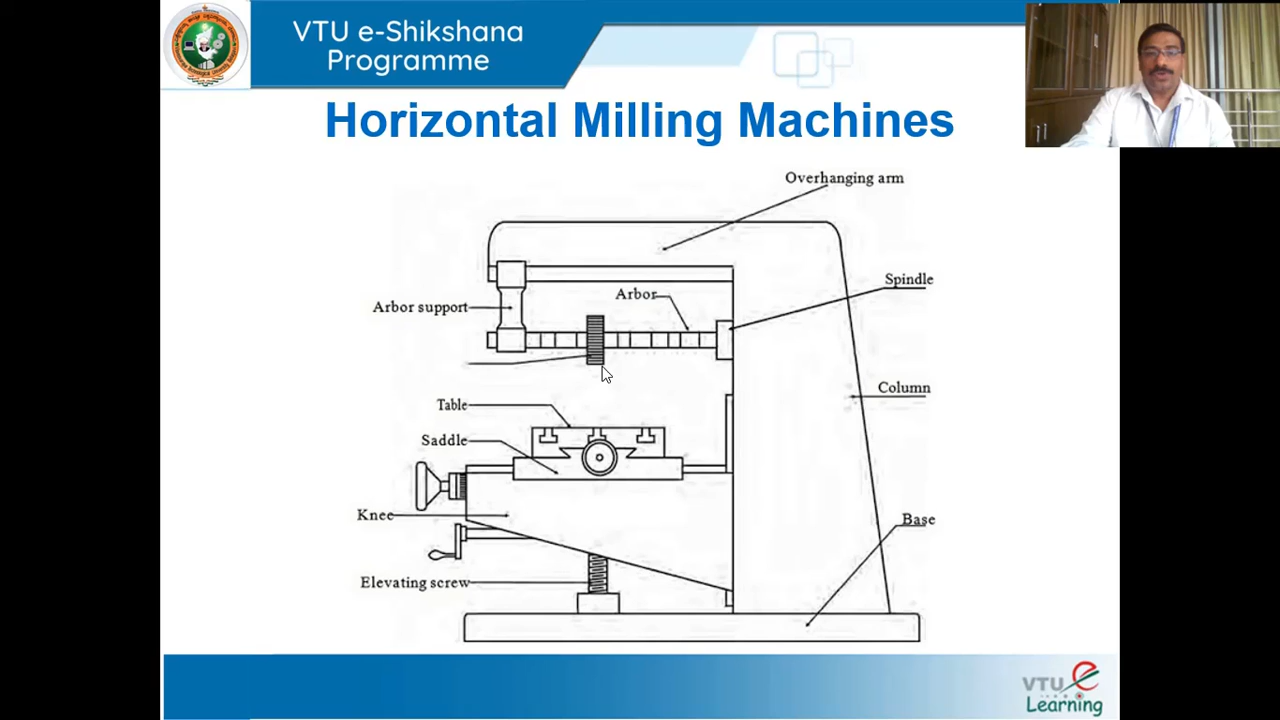 VTU e-Shikshana
Programme
Horizontal Milling Machines
Overhanging arm
Spindle
Arbor
Arbor support
Column
Table
Saddle
Knee
Base
Elevating screw
VTU e
Learning